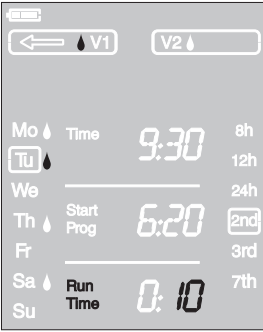 V1 V2
Mo Time 9:30 8h
Tu 12h
We 24h
Th Start Prog 6:20 2nd
Fr 3rd
Sa Run Time 0:10 7th
Su